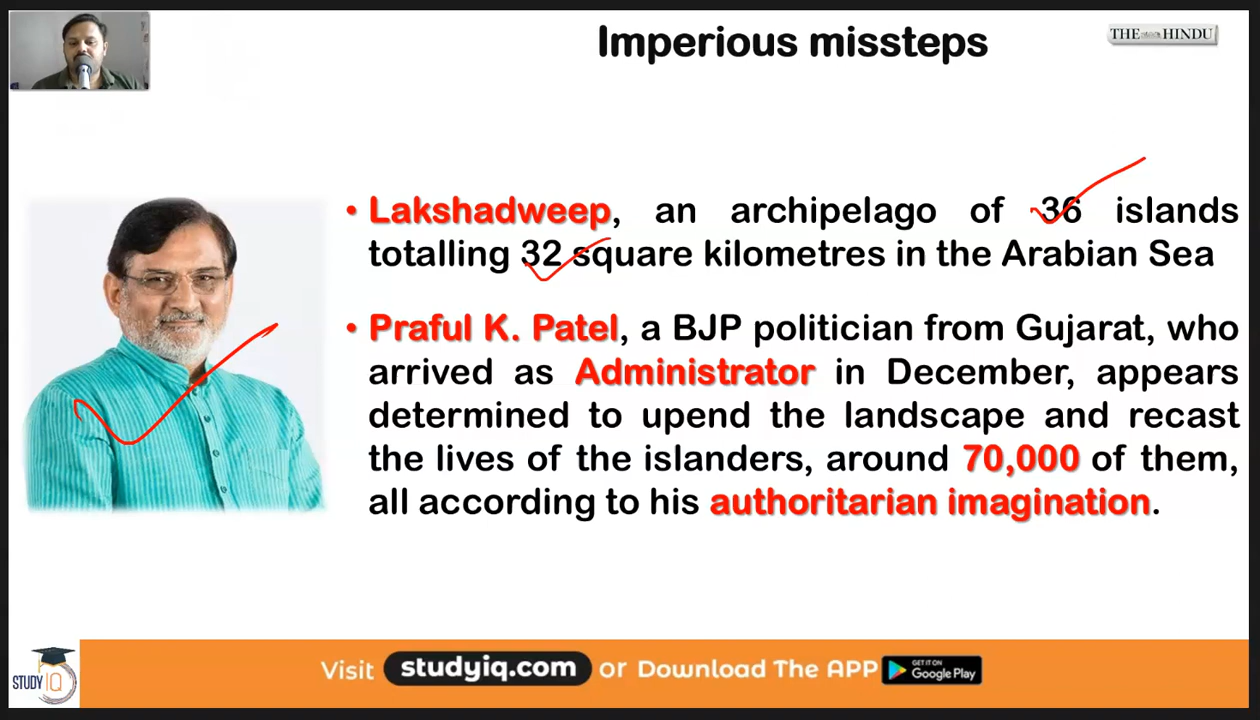 Imperious missteps
THE HINDU
• Lakshadweep, an archipelago of 36 islands
totalling 32 square kilometres in the Arabian Sea
• Praful K. Patel, a BJP politician from Gujarat, who
arrived as Administrator in December, appears
determined to upend the landscape and recast
the lives of the islanders, around 70,000 of them,
all according to his authoritarian imagination.
STUDY IQ
Visit studyiq.com or Download The APP GET IT ON
Google Play